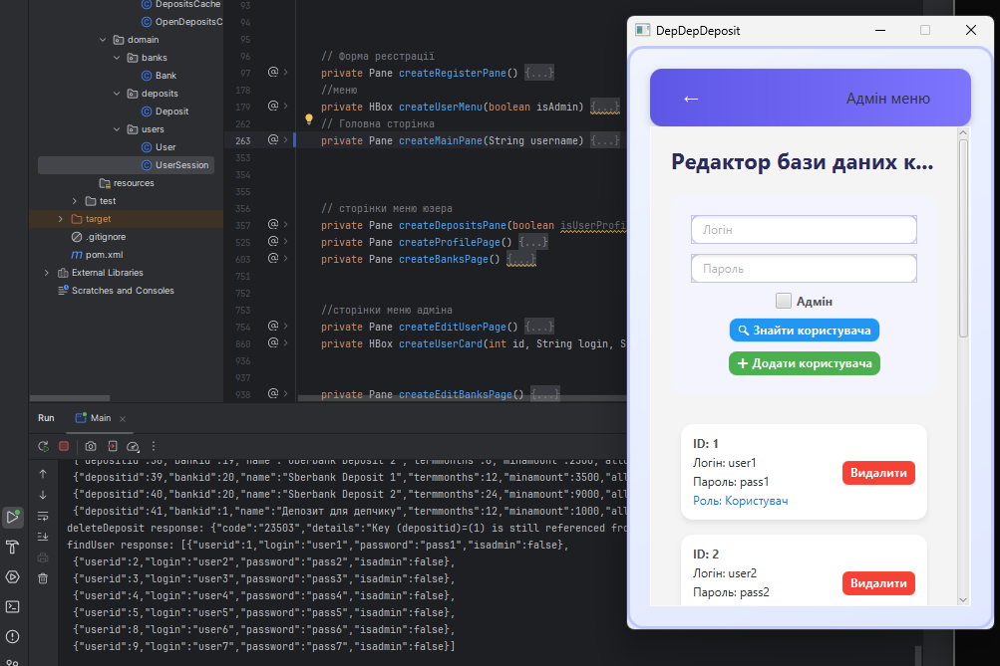 DepositsCache
OpenDepositsC
domain
banks
Bank
deposits
Deposit
users
User
UserSession
resources
test
target
.gitignore
pom.xml
External Libraries
Scratches and Consoles
93
94
95
96 // Форма реєстрації
97 private Pane createRegisterPane() {...}
178 //меню
179 private HBox createUserMenu(boolean isAdmin) {...}
262 // Головна сторінка
263 private Pane createMainPane(String username) {...}
353
354
355
356 // сторінки меню юзера
357 private Pane createDepositsPane(boolean isUserProfi
525 private Pane createProfilePage() {...}
603 private Pane createBanksPage() {...}
751
752
753 //сторінки меню адміна
754 private Pane createEditUserPage() {...}
860 private HBox createUserCard(int id, String login, S
936
937
938 private Pane createEditBanksPage() {...}
Run Main
{"depositid":38,"bankid":19,"name":"Oberbank Deposit 2","termmonths":6,"minamount":2500,"all
{"depositid":39,"bankid":20,"name":"Sberbank Deposit 1","termmonths":12,"minamount":3500,"all
{"depositid":40,"bankid":20,"name":"Sberbank Deposit 2","termmonths":24,"minamount":9000,"all
{"depositid":41,"bankid":1,"name":"Депозит для депчику","termmonths":12,"minamount":1000,"all
deleteDeposit response: {"code":"23503","details":"Key (depositid)=(1) is still referenced fro
findUser response: [{"userid":1,"login":"user1","password":"pass1","isadmin":false},
{"userid":2,"login":"user2","password":"pass2","isadmin":false},
{"userid":3,"login":"user3","password":"pass3","isadmin":false},
{"userid":4,"login":"user4","password":"pass4","isadmin":false},
{"userid":5,"login":"user5","password":"pass5","isadmin":false},
{"userid":8,"login":"user6","password":"pass6","isadmin":false},
{"userid":9,"login":"user7","password":"pass7","isadmin":false}]
DepDepDeposit
← Адмін меню
Редактор бази даних к...
Логін
Пароль
Адмін
Знайти користувача
Додати користувача
ID: 1
Логін: user1
Пароль: pass1
Роль: Користувач
Видалити
ID: 2
Логін: user2
Пароль: pass2
Видалити